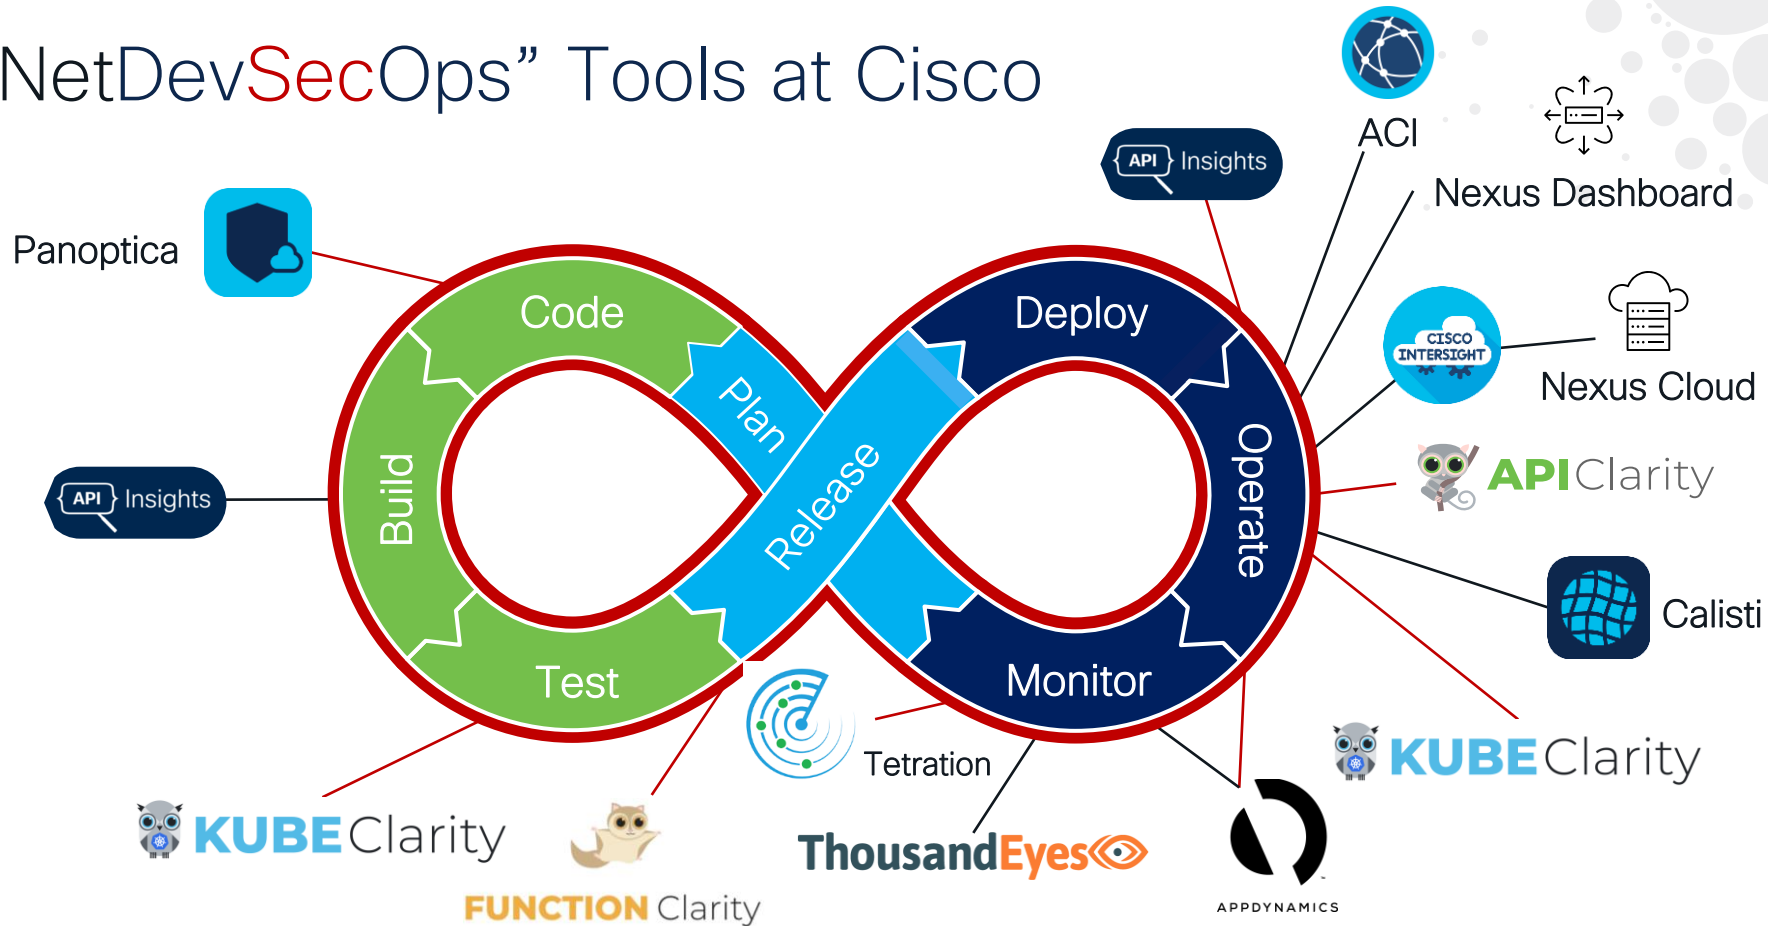 NetDevSecOps” Tools at Cisco
ACI
API Insights
Nexus Dashboard
Panoptica
Code
Deploy
CISCO
INTERSIGHT
Nexus Cloud
Plan
Release
Build
Operate
API Insights
APIClarity
Calisti
Test
Monitor
Tetration
KUBEClarity
KUBEClarity
ThousandEyes
FUNCTION Clarity
APPDYNAMICS